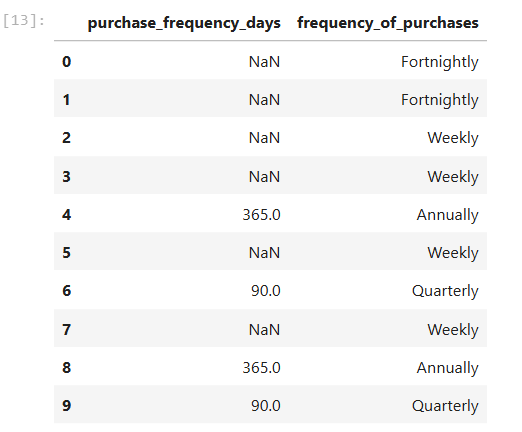 [13]:
purchase_frequency_days frequency_of_purchases
0 NaN Fortnightly
1 NaN Fortnightly
2 NaN Weekly
3 NaN Weekly
4 365.0 Annually
5 NaN Weekly
6 90.0 Quarterly
7 NaN Weekly
8 365.0 Annually
9 90.0 Quarterly